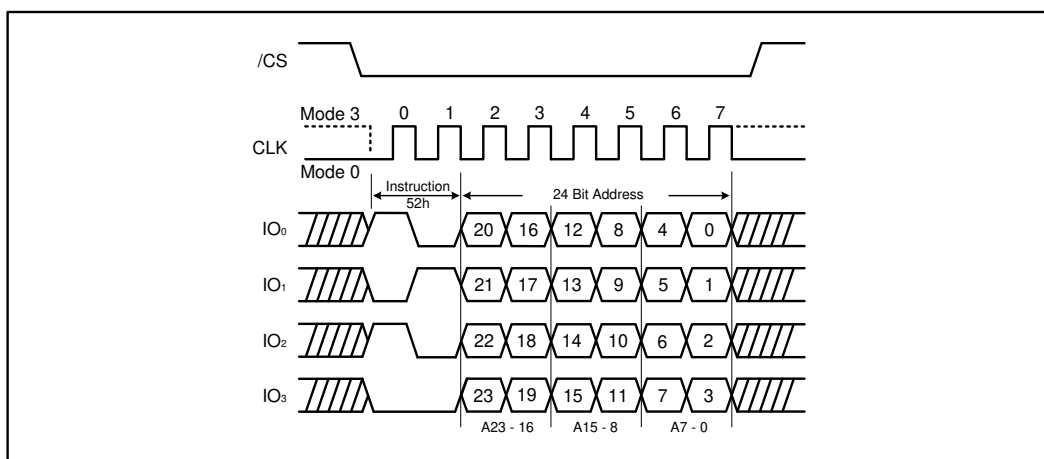 /CS
Mode 3
0 1 2 3 4 5 6 7
CLK
Mode 0
Instruction
52h
24 Bit Address
IO₀ 20 16 12 8 4 0
IO₁ 21 17 13 9 5 1
IO₂ 22 18 14 10 6 2
IO₃ 23 19 15 11 7 3
A23 - 16 A15 - 8 A7 - 0